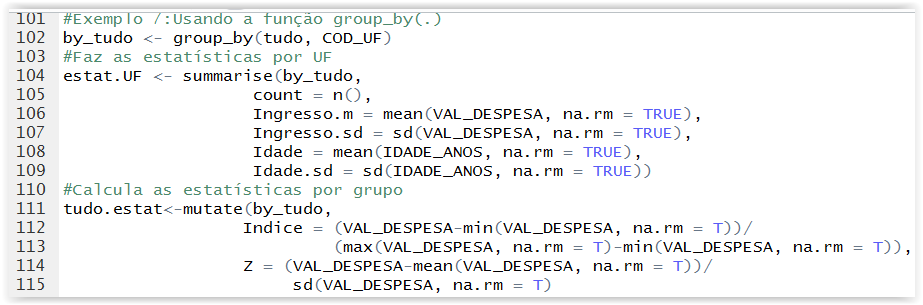 101 #Exemplo /:Usando a função group_by(.)
102 by_tudo <- group_by(tudo, COD_UF)
103 #Faz as estatísticas por UF
104 estat.UF <- summarise(by_tudo,
105 count = n(),
106 Ingresso.m = mean(VAL_DESPESA, na.rm = TRUE),
107 Ingresso.sd = sd(VAL_DESPESA, na.rm = TRUE),
108 Idade = mean(IDADE_ANOS, na.rm = TRUE),
109 Idade.sd = sd(IDADE_ANOS, na.rm = TRUE))
110 #Calcula as estatísticas por grupo
111 tudo.estat<-mutate(by_tudo,
112 Indice = (VAL_DESPESA-min(VAL_DESPESA, na.rm = T))/
113 (max(VAL_DESPESA, na.rm = T)-min(VAL_DESPESA, na.rm = T)),
114 Z = (VAL_DESPESA-mean(VAL_DESPESA, na.rm = T))/
115 sd(VAL_DESPESA, na.rm = T)